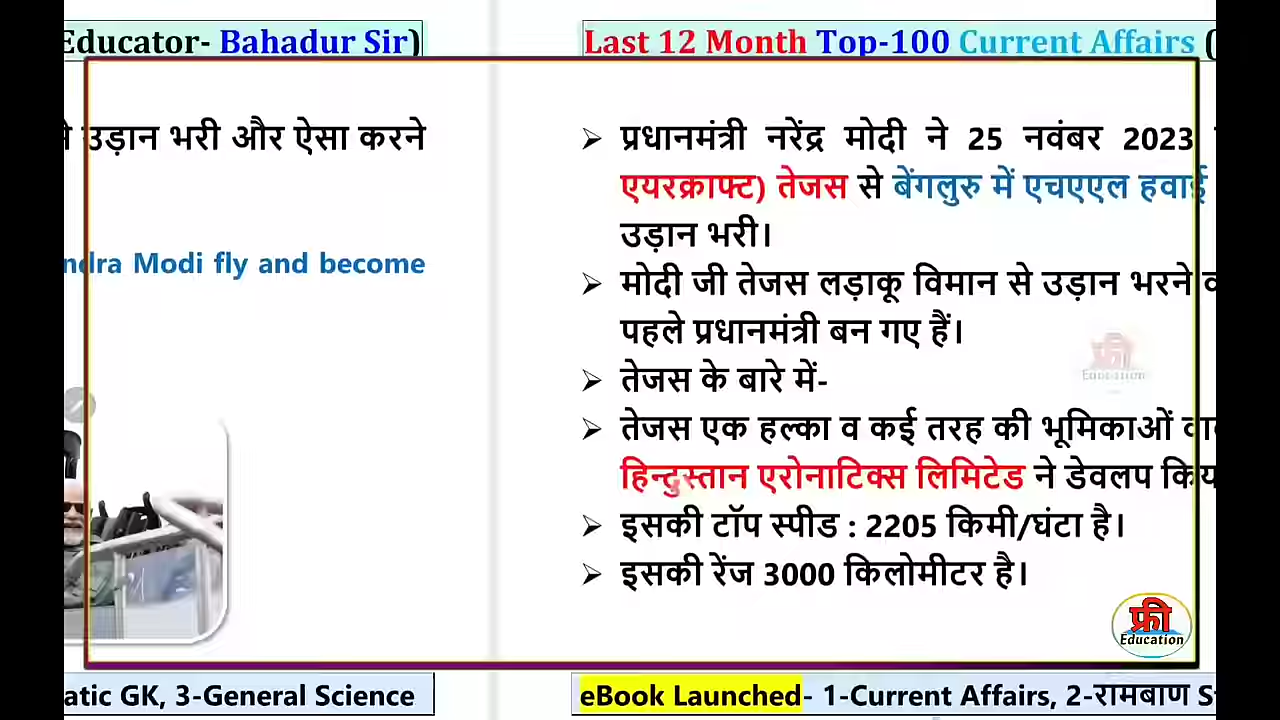 Educator- Bahadur Sir)
उड़ान भरी और ऐसा करने
ndra Modi fly and become
atic GK, 3-General Science
Last 12 Month Top-100 Current Affairs (
➢ प्रधानमंत्री नरेंद्र मोदी ने 25 नवंबर 2023
एयरक्राफ्ट) तेजस से बेंगलुरु में एचएएल हवाई
उड़ान भरी।
➢ मोदी जी तेजस लड़ाकू विमान से उड़ान भरने
पहले प्रधानमंत्री बन गए हैं।
➢ तेजस के बारे में-
➢ तेजस एक हल्का व कई तरह की भूमिकाओं
हिन्दुस्तान एरोनाटिक्स लिमिटेड ने डेवलप
➢ इसकी टॉप स्पीड : 2205 किमी/घंटा है।
➢ इसकी रेंज 3000 किलोमीटर है।
फ्री
Education
फ्री
Education
eBook Launched- 1-Current Affairs, 2-रामबाण